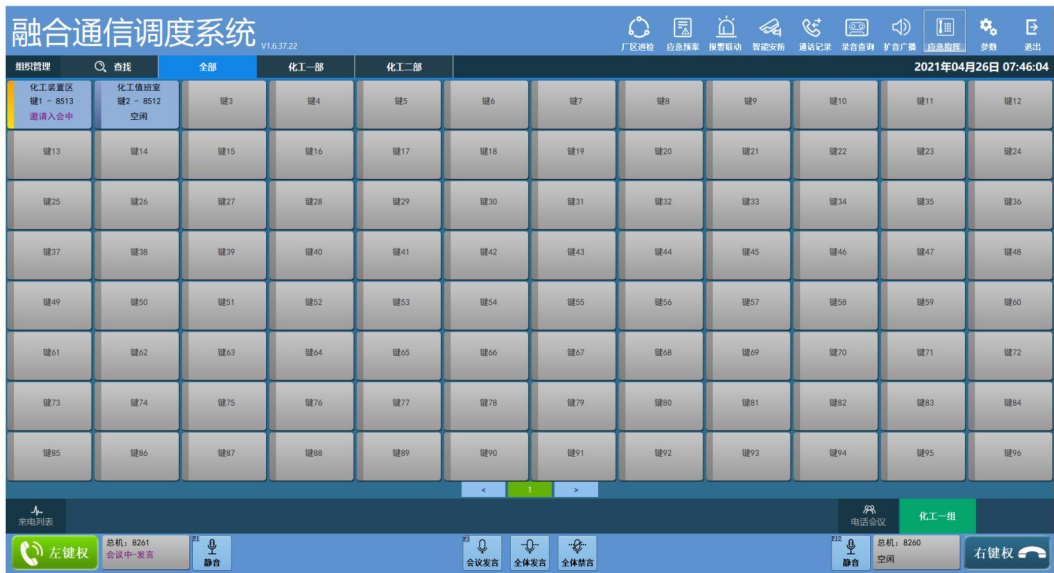 融合通信调度系统 V1.6.37.22
厂区巡检 应急预案 报警联动 智能安防 通话记录 录音查询 扩音广播 应急指挥 参数 退出
组织管理 查找 全部 化工一部 化工二部 2021年04月26日 07:46:04
化工装置区
键1 - 8513
邀请入会中
化工值班室
键2 - 8512
空闲
键3 键4 键5 键6 键7 键8 键9 键10 键11 键12
键13 键14 键15 键16 键17 键18 键19 键20 键21 键22 键23 键24
键25 键26 键27 键28 键29 键30 键31 键32 键33 键34 键35 键36
键37 键38 键39 键40 键41 键42 键43 键44 键45 键46 键47 键48
键49 键50 键51 键52 键53 键54 键55 键56 键57 键58 键59 键60
键61 键62 键63 键64 键65 键66 键67 键68 键69 键70 键71 键72
键73 键74 键75 键76 键77 键78 键79 键80 键81 键82 键83 键84
键85 键86 键87 键88 键89 键90 键91 键92 键93 键94 键95 键96
< 1 >
来电列表 电话会议 化工一组
左键权
总机: 8261
会议中-发言
F1 静音
F3 会议发言 全体发言 全体禁言
F12 静音
总机: 8260
空闲
右键权